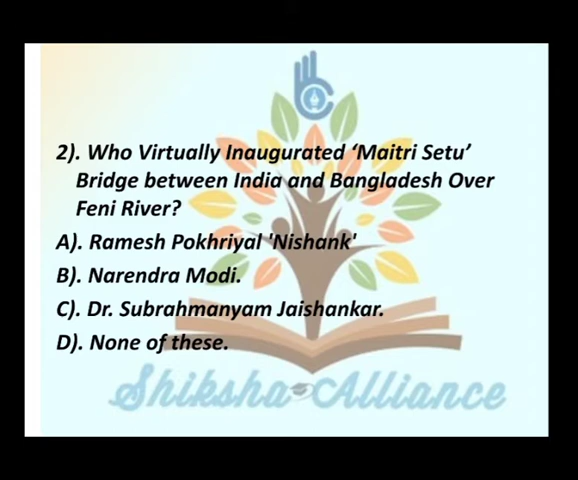 2). Who Virtually Inaugurated ‘Maitri Setu’
Bridge between India and Bangladesh Over
Feni River?
A). Ramesh Pokhriyal 'Nishank'
B). Narendra Modi.
C). Dr. Subrahmanyam Jaishankar.
D). None of these.
Shiksha Alliance